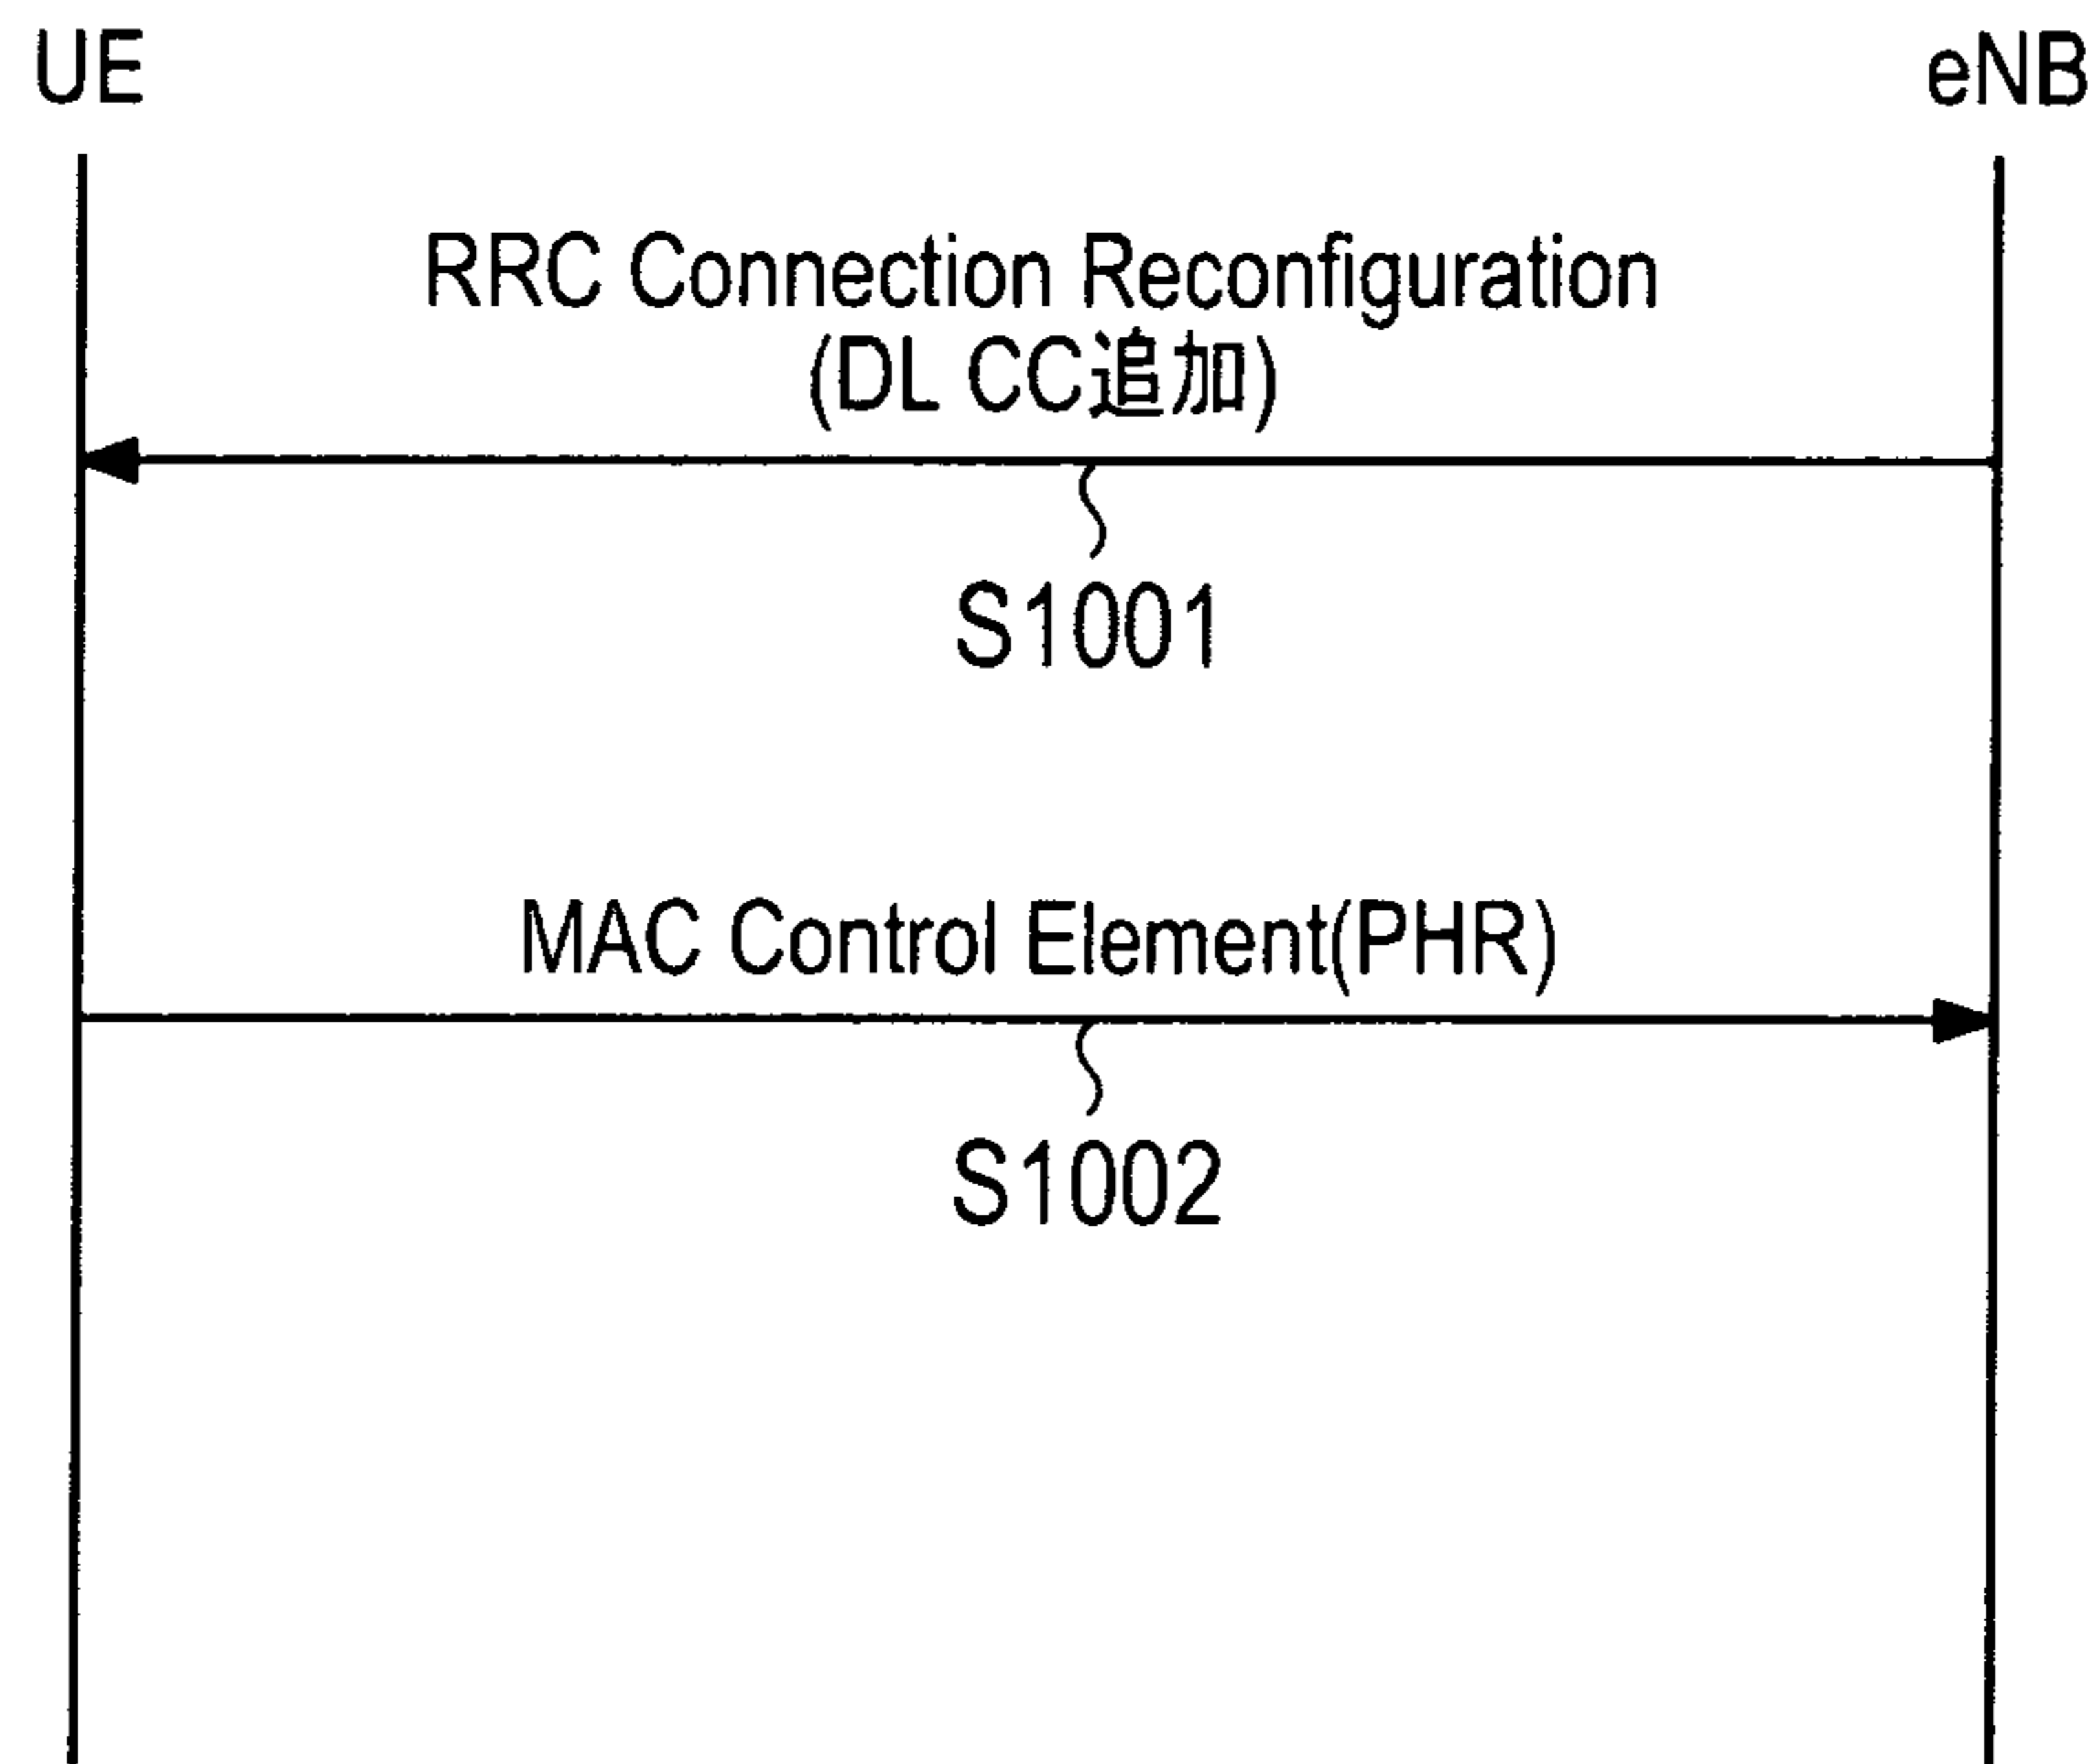 UE
eNB
RRC Connection Reconfiguration
(DL CC追加)
S1001
MAC Control Element(PHR)
S1002